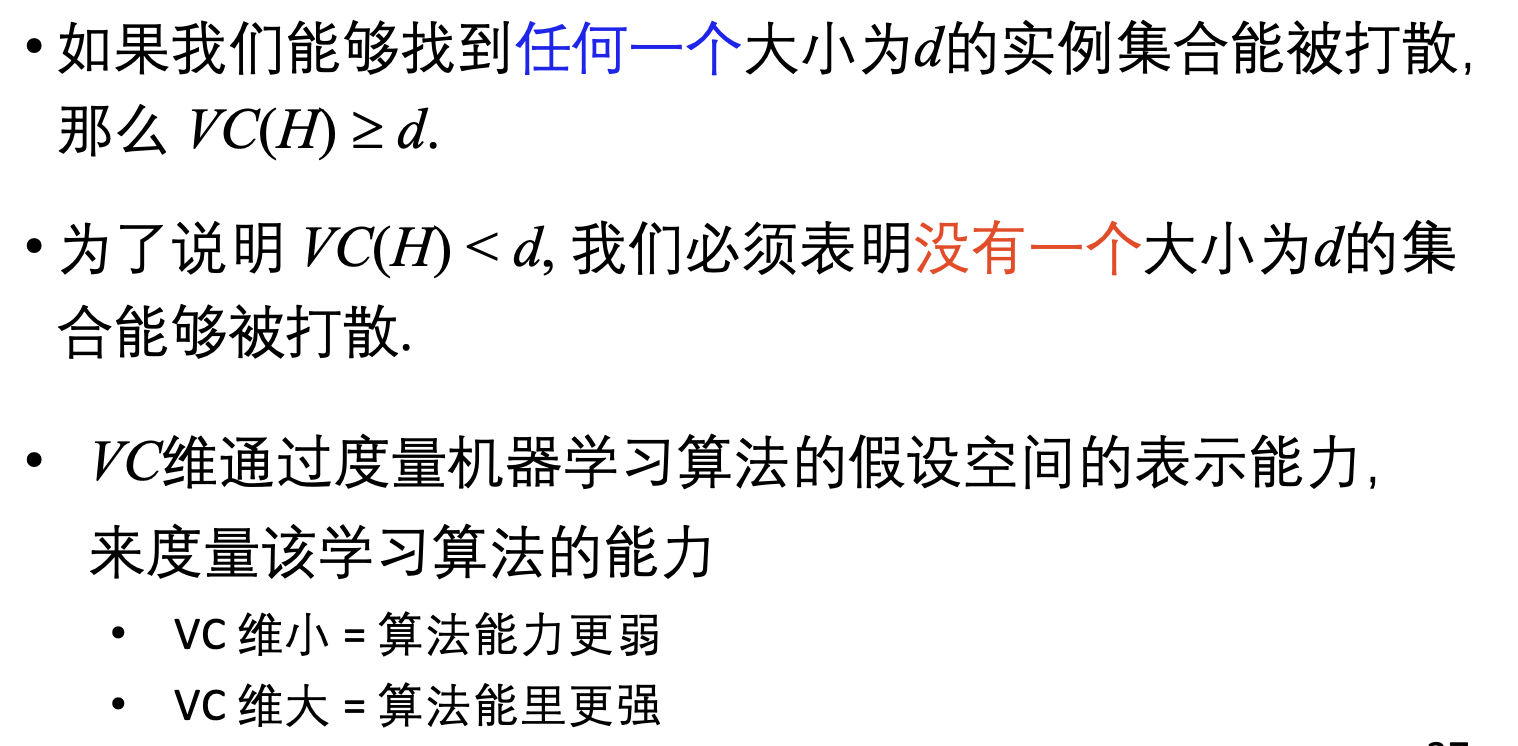 • 如果我们能够找到任何一个大小为d的实例集合能被打散,
那么 VC(H) ≥ d.
• 为了说明 VC(H) < d, 我们必须表明没有一个大小为d的集
合能够被打散.
• VC维通过度量机器学习算法的假设空间的表示能力,
来度量该学习算法的能力
• VC 维小 = 算法能力更弱
• VC 维大 = 算法能里更强